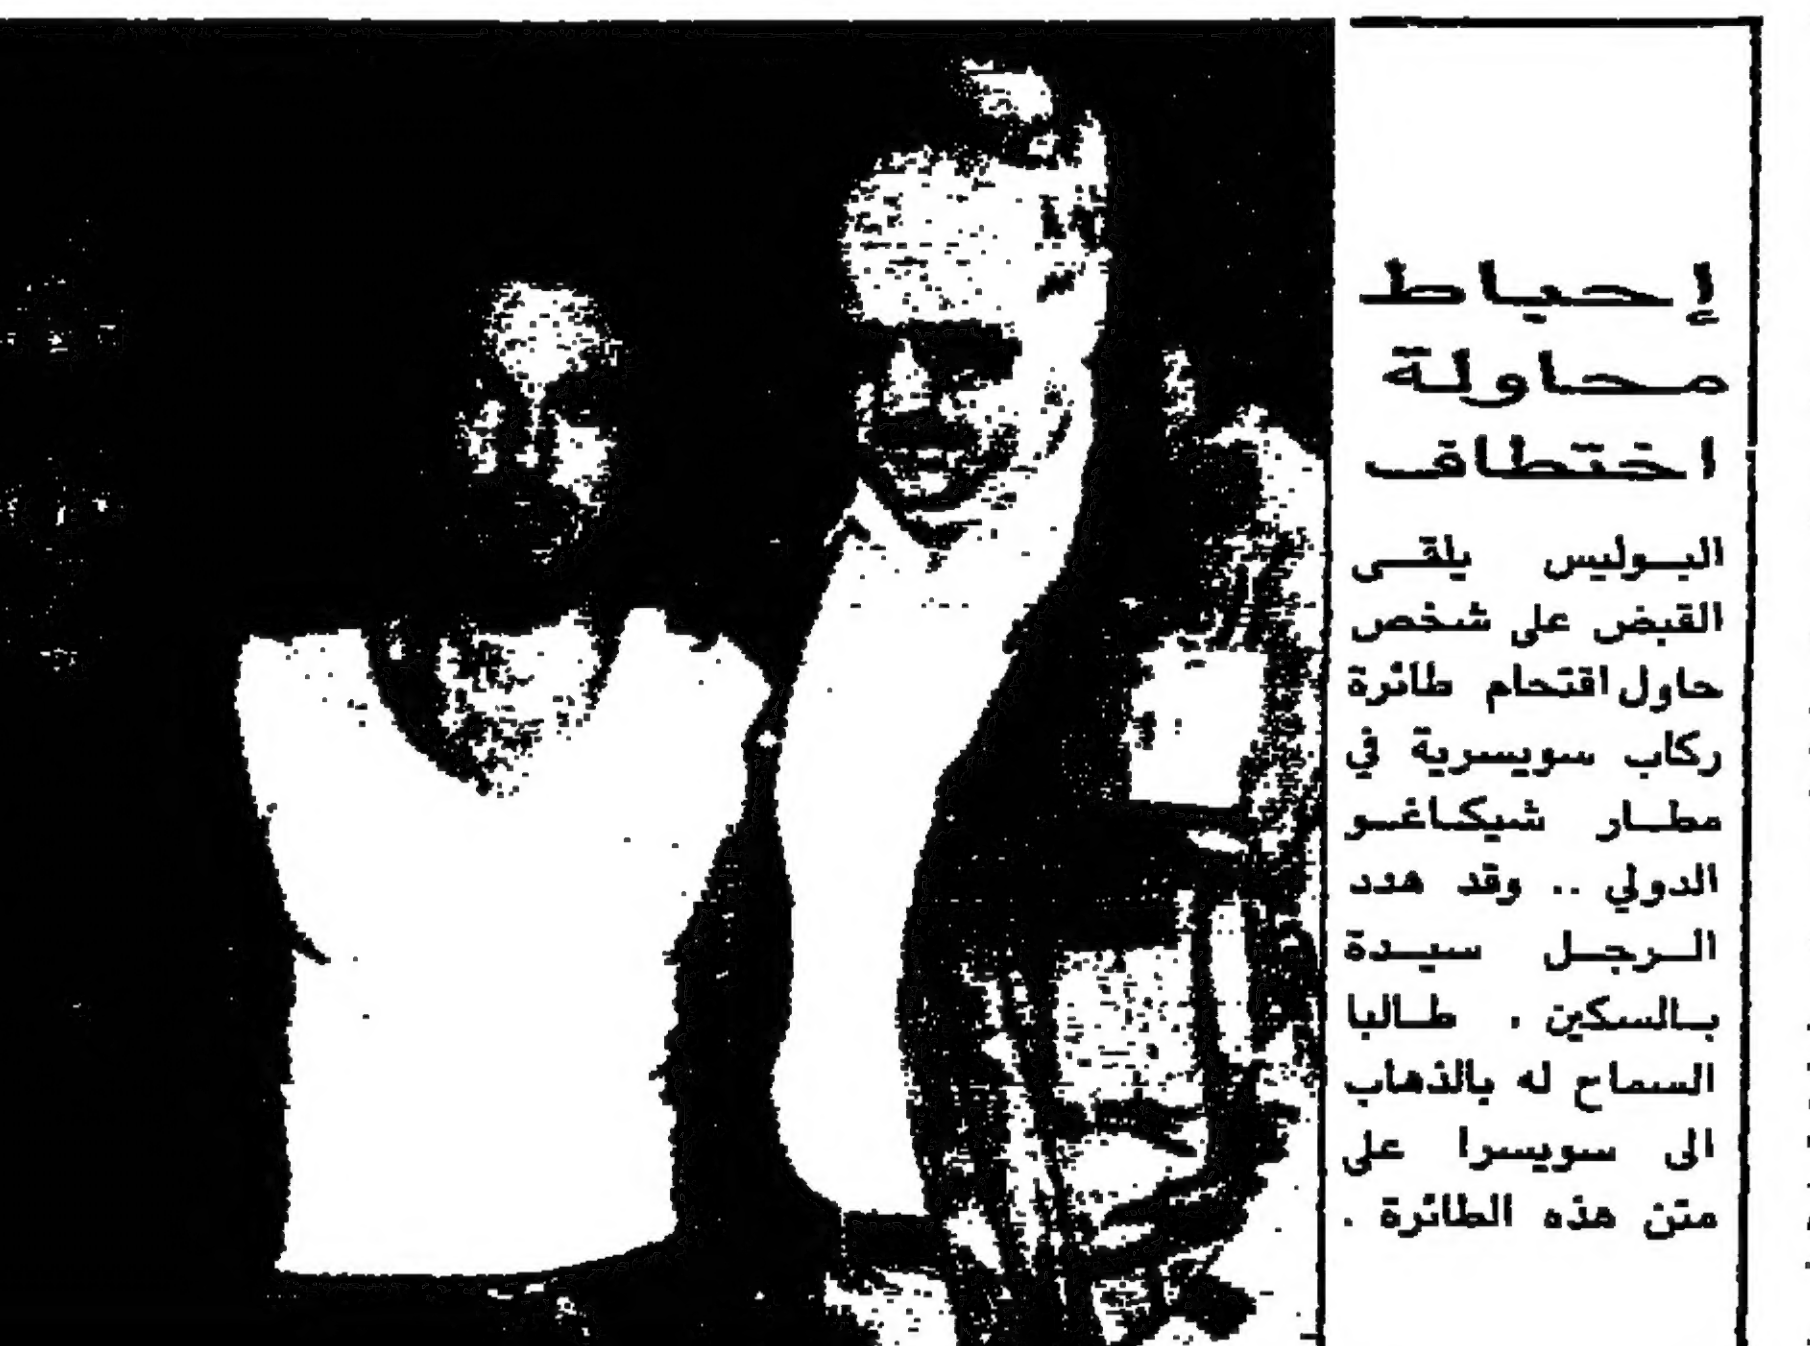 إحباط
محاولة
اختطاف
البوليس يلقى
القبض على شخص
حاول اقتحام طائرة
ركاب سويسرية في
مطار شيكاغو
الدولي .. وقد هدد
الرجل سيدة
بالسكين ، طالبا
السماح له بالذهاب
الى سويسرا على
متن هذه الطائرة .